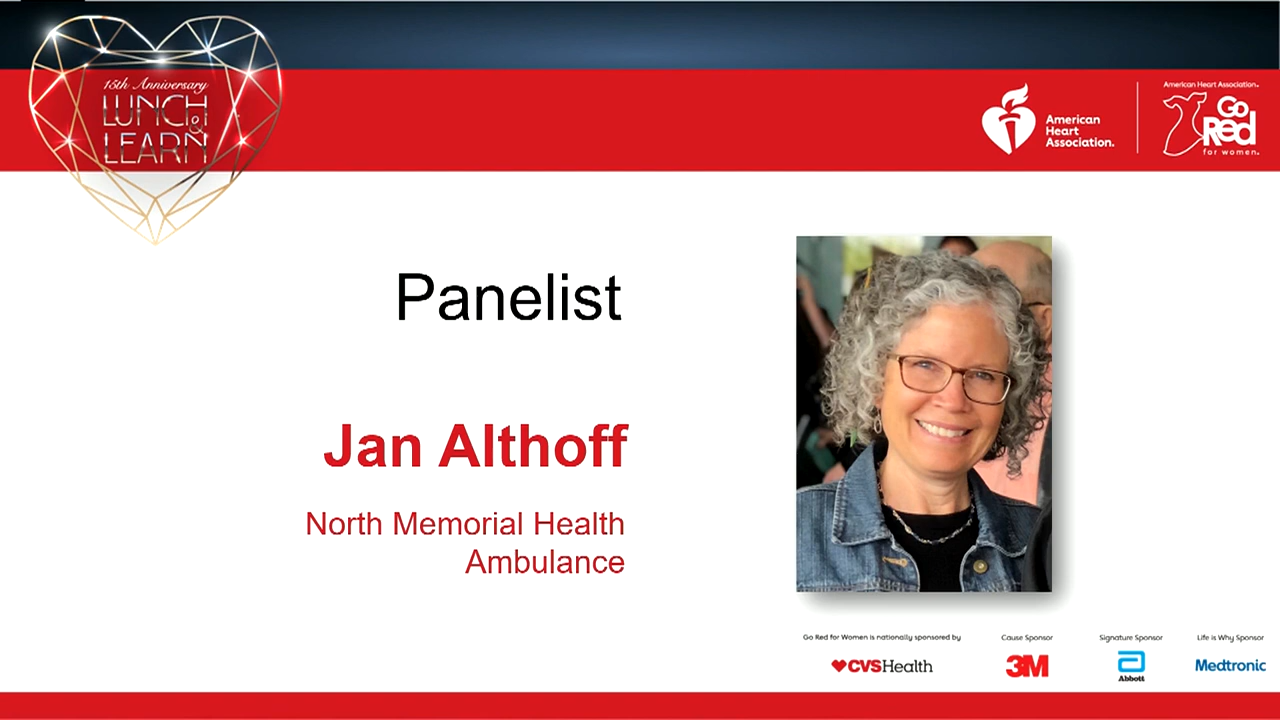 15th Anniversary
LUNCH
&
LEARN
American
Heart
Association.
American Heart Association.
Go
Red
for women.
Panelist
Jan Althoff
North Memorial Health
Ambulance
Go Red for Women is nationally sponsored by
CVSHealth
Cause Sponsor
3M
Signature Sponsor
Abbott
Life is Why Sponsor
Medtronic